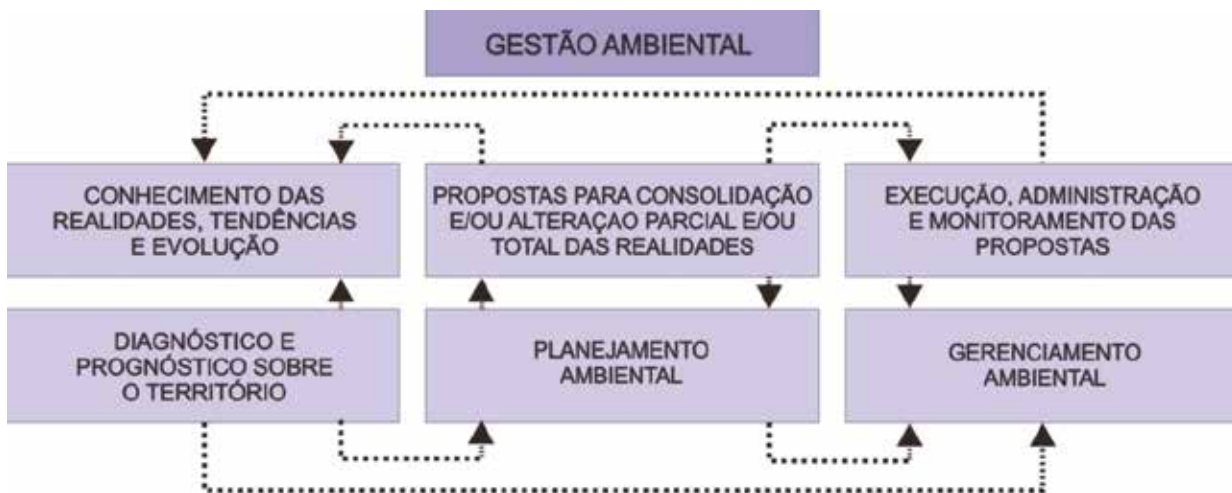 GESTÃO AMBIENTAL
CONHECIMENTO DAS
REALIDADES, TENDÊNCIAS
E EVOLUÇÃO
PROPOSTAS PARA CONSOLIDAÇÃO
E/OU ALTERAÇAO PARCIAL E/OU
TOTAL DAS REALIDADES
EXECUÇÃO, ADMINISTRAÇÃO
E MONITORAMENTO DAS
PROPOSTAS
DIAGNÓSTICO E
PROGNÓSTICO SOBRE
O TERRITÓRIO
PLANEJAMENTO
AMBIENTAL
GERENCIAMENTO
AMBIENTAL